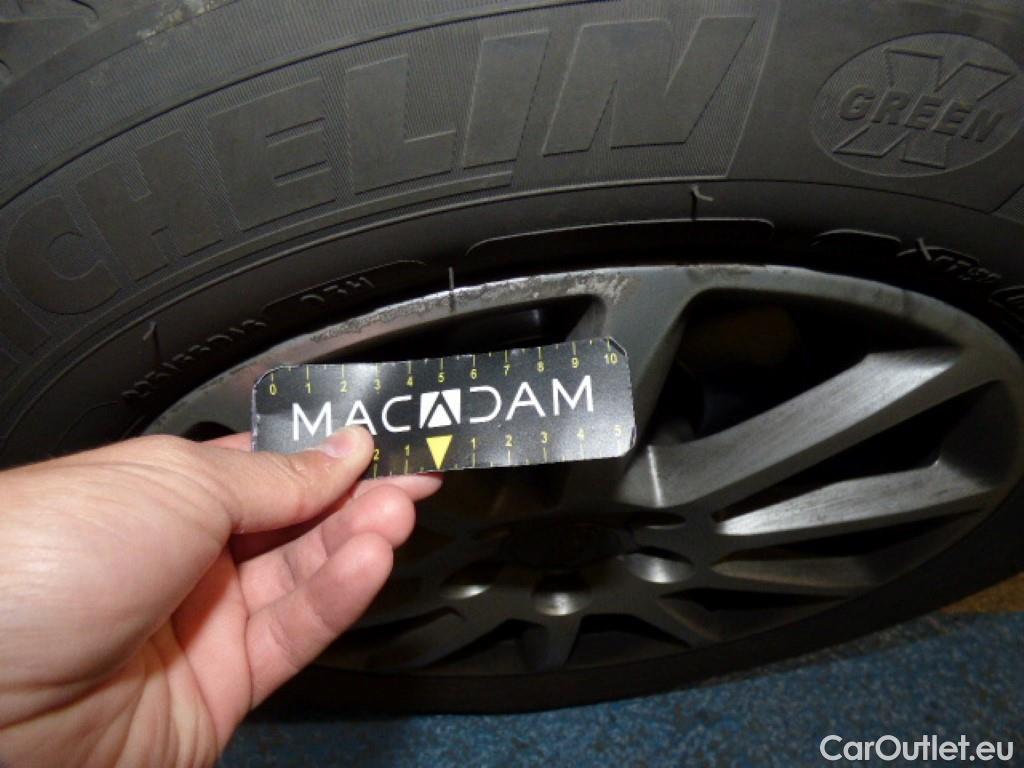 MICHELIN
GREEN X
0 1 2 3 4 5 6 7 8 9 10
MACADAM
2 1 1 2 3 4 5
CarOutlet.eu